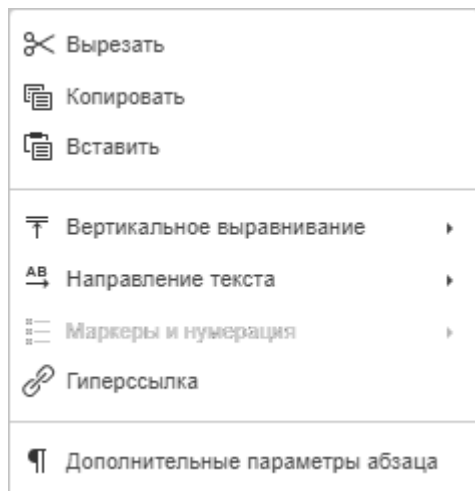 Вырезать
Копировать
Вставить
Вертикальное выравнивание
AB Направление текста
Маркеры и нумерация
Гиперссылка
¶ Дополнительные параметры абзаца